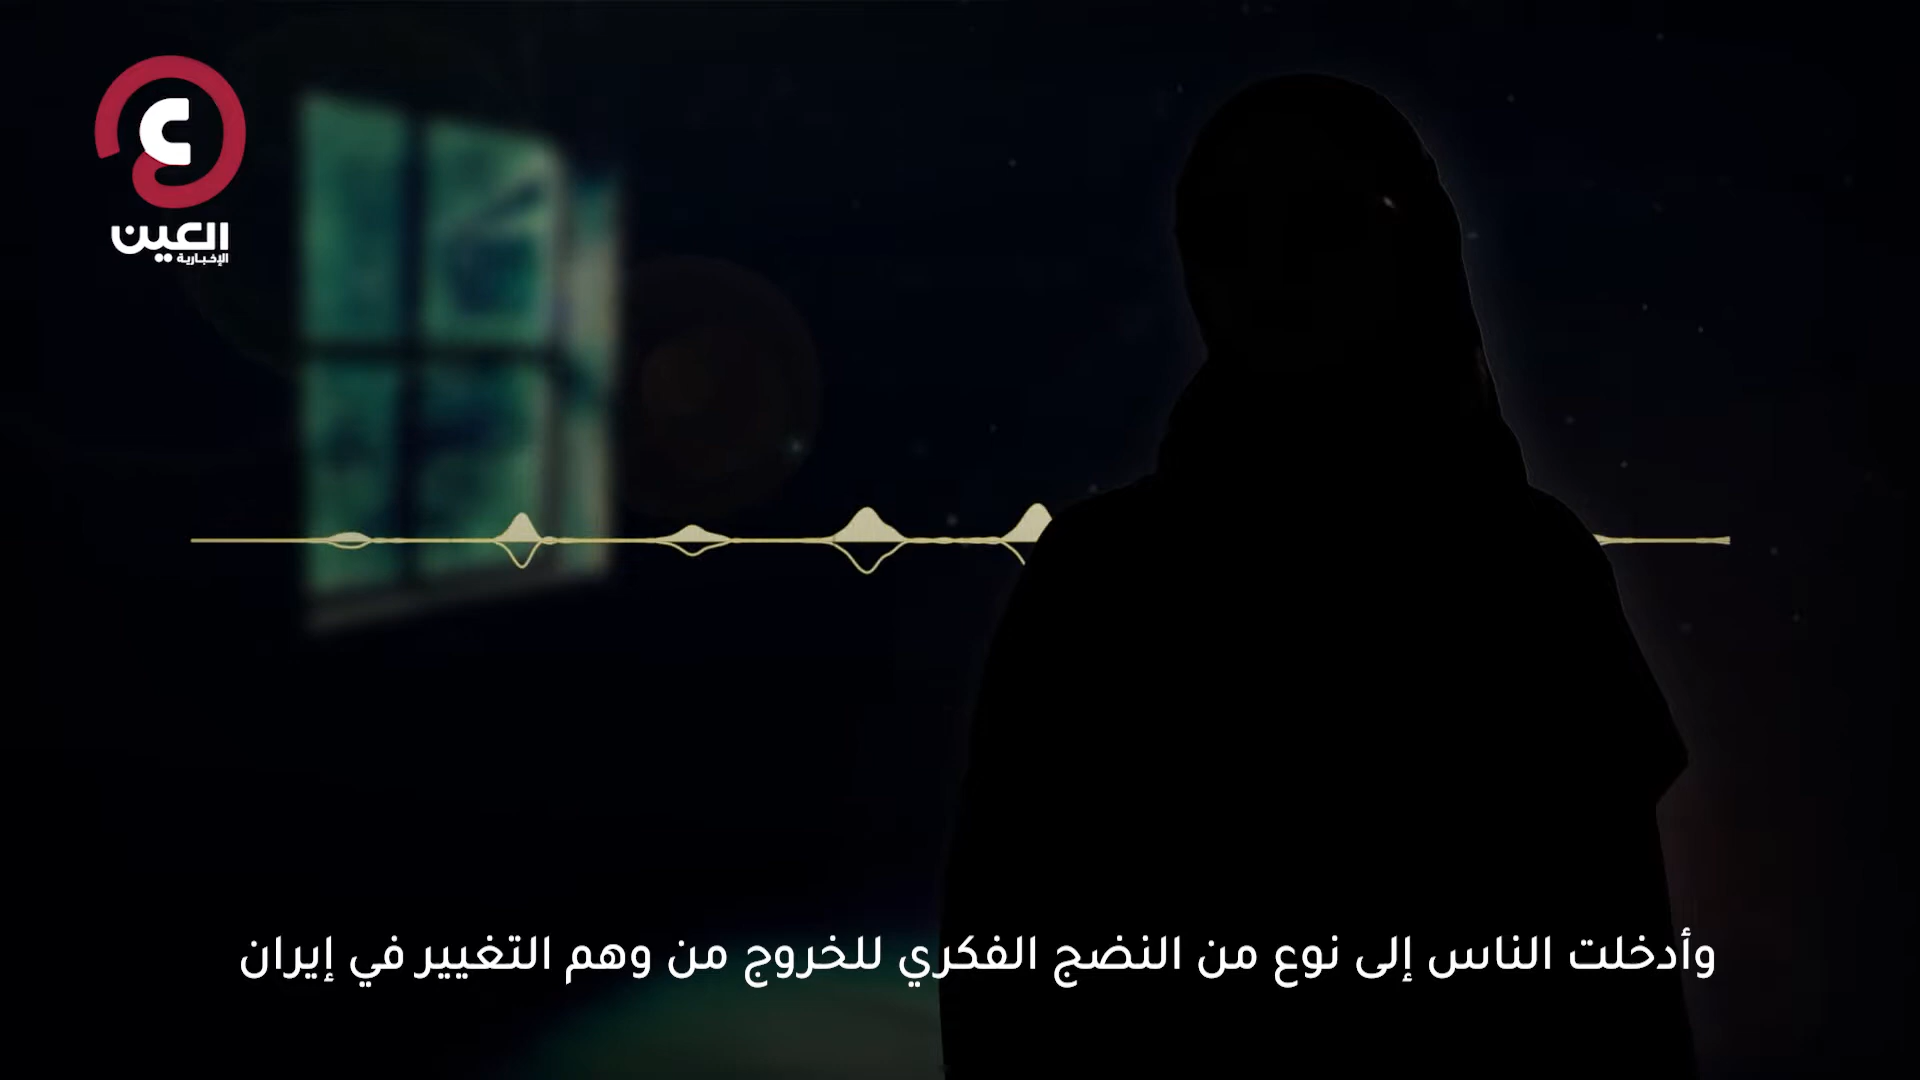 العين
الإخبارية
وأدخلت الناس إلى نوع من النضج الفكري للخروج من وهم التغيير في إيران